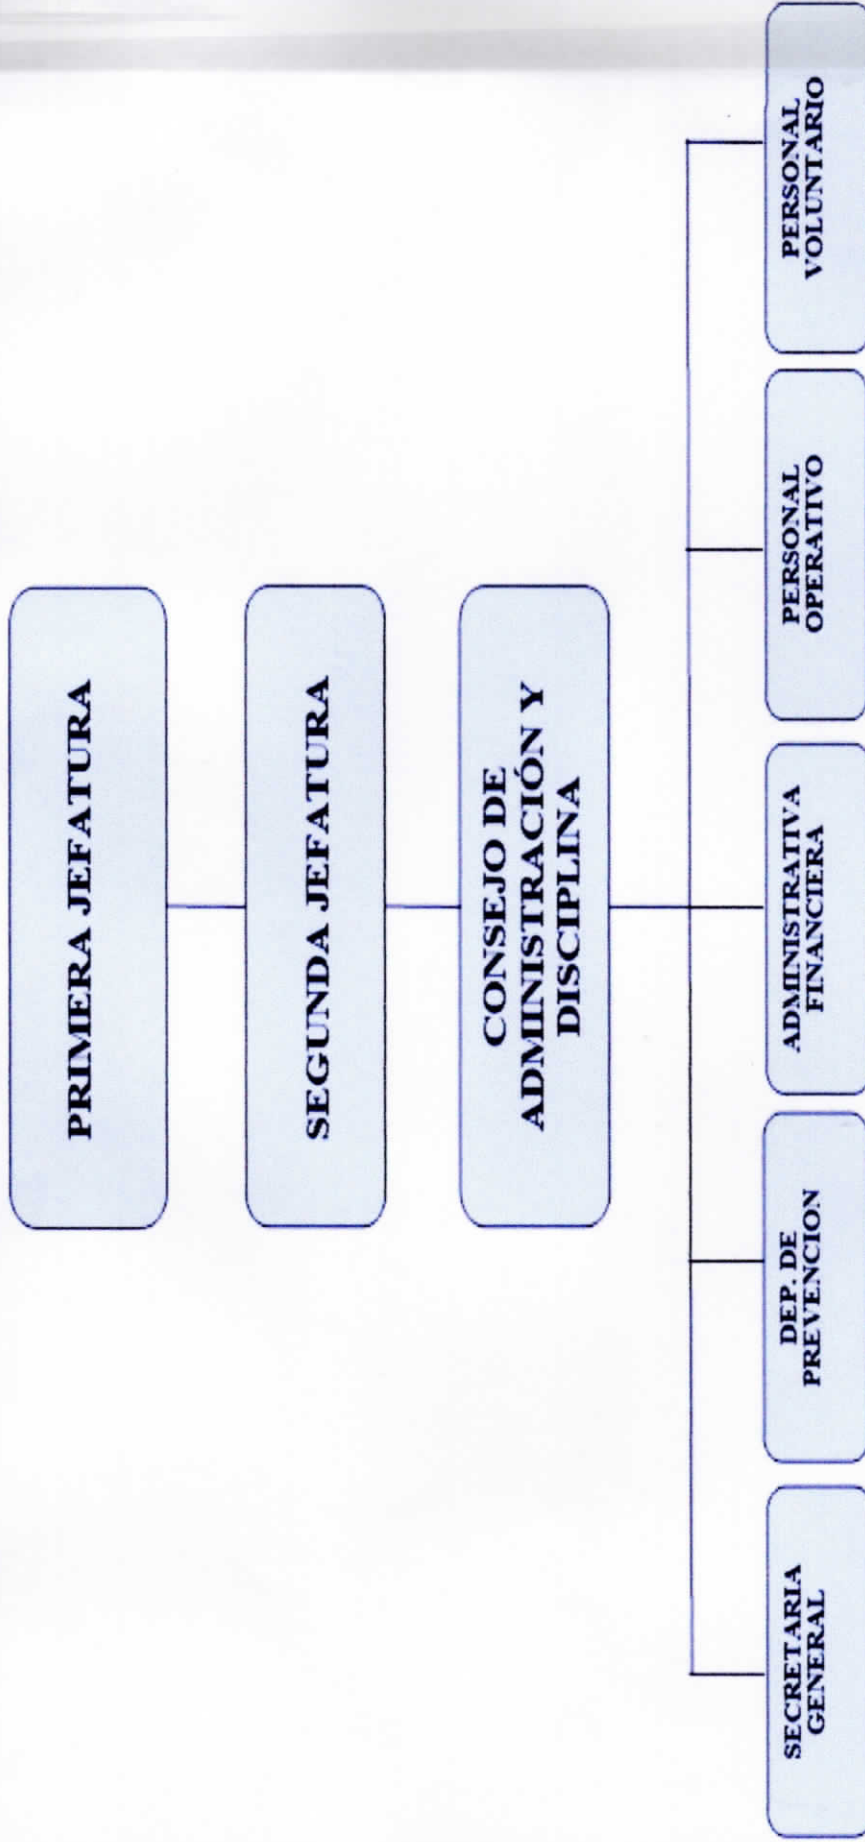 PRIMERA JEFATURA
SEGUNDA JEFATURA
CONSEJO DE
ADMINISTRACIÓN Y
DISCIPLINA
SECRETARIA
GENERAL
DEP. DE
PREVENCION
ADMINISTRATIVA
FINANCIERA
PERSONAL
OPERATIVO
PERSONAL
VOLUNTARIO